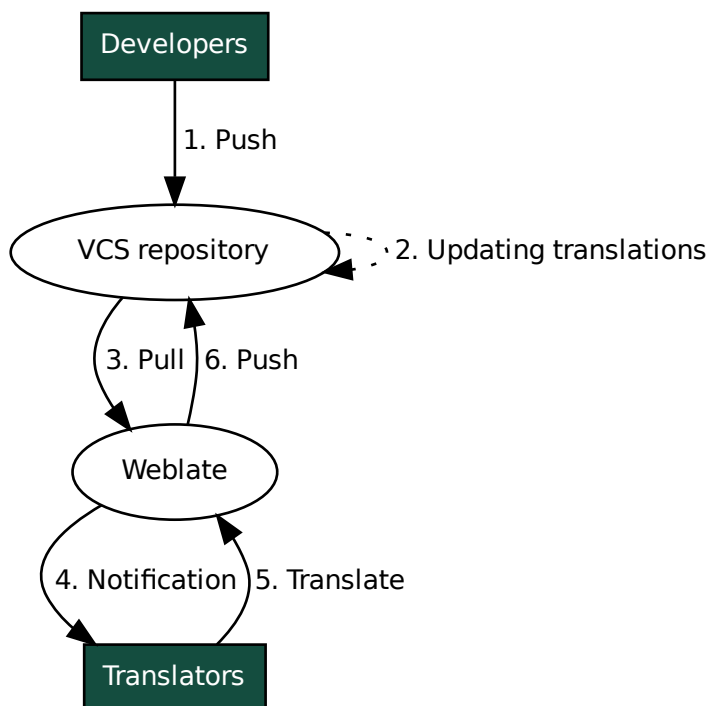 Developers
1. Push
VCS repository
2. Updating translations
3. Pull
6. Push
Weblate
4. Notification
5. Translate
Translators